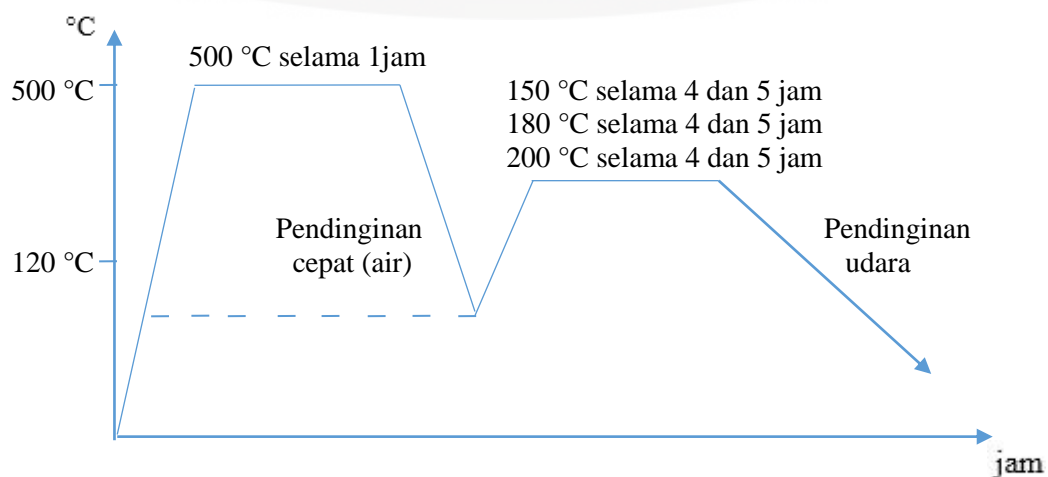 °C
500 °C selama 1jam
500 °C
150 °C selama 4 dan 5 jam
180 °C selama 4 dan 5 jam
200 °C selama 4 dan 5 jam
Pendinginan
cepat (air)
Pendinginan
udara
120 °C
jam